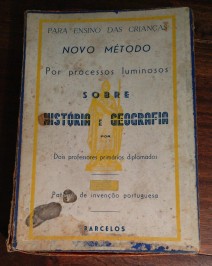 PARA ENSINO DAS CRIANÇAS
NOVO MÉTODO
Por processos luminosos
SOBRE
HISTÓRIA E GEOGRAFIA
POR
Dois professores primários diplomados
de invenção portuguesa
BARCELOS